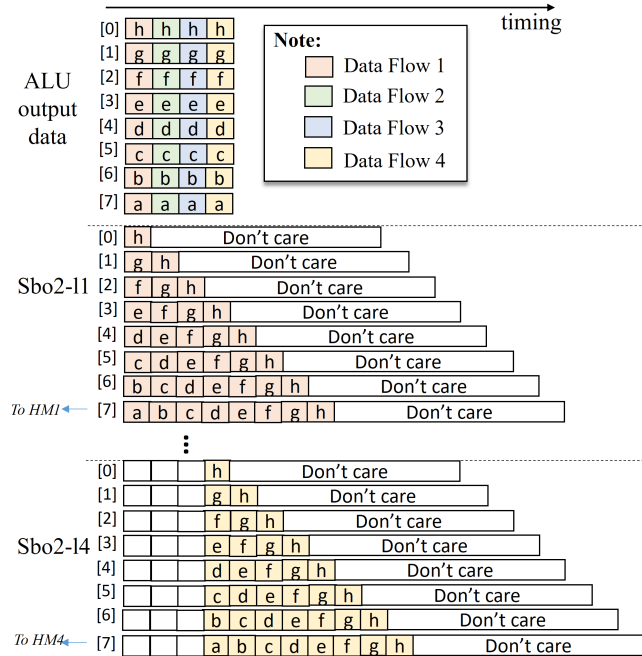 timing
[0] h h h h
[1] g g g g
[2] f f f f
[3] e e e e
[4] d d d d
[5] c c c c
[6] b b b b
[7] a a a a
ALU
output
data
Note:
Data Flow 1
Data Flow 2
Data Flow 3
Data Flow 4
Sbo2-l1
[0] h Don't care
[1] g h Don't care
[2] f g h Don't care
[3] e f g h Don't care
[4] d e f g h Don't care
[5] c d e f g h Don't care
[6] b c d e f g h Don't care
To HM1 [7] a b c d e f g h Don't care
...
Sbo2-l4
[0] h Don't care
[1] g h Don't care
[2] f g h Don't care
[3] e f g h Don't care
[4] d e f g h Don't care
[5] c d e f g h Don't care
[6] b c d e f g h Don't care
To HM4 [7] a b c d e f g h Don't care